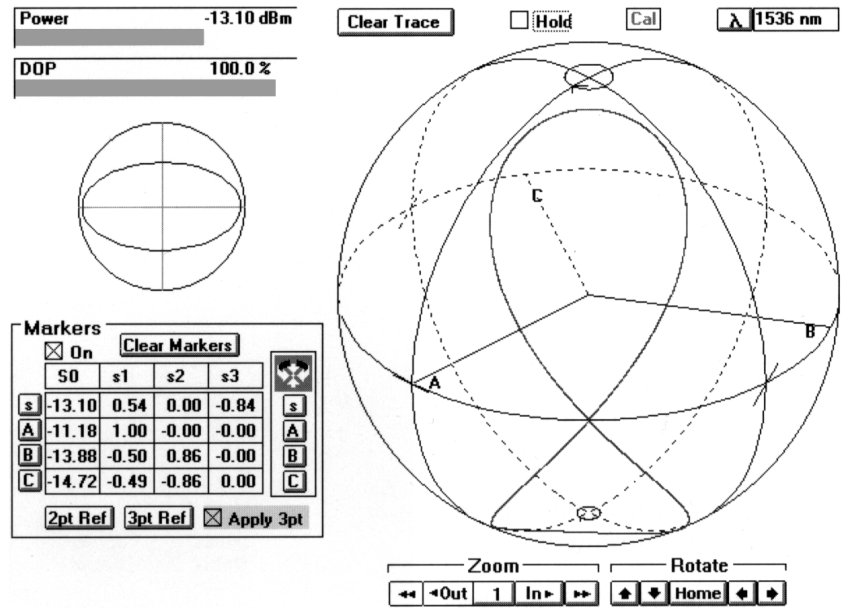 Power -13.10 dBm
DOP 100.0 %
Clear Trace Hold Cal λ 1536 nm
C
B
A
Markers
On Clear Markers
S0 s1 s2 s3
s -13.10 0.54 0.00 -0.84 s
A -11.18 1.00 -0.00 -0.00 A
B -13.88 -0.50 0.86 -0.00 B
C -14.72 -0.49 -0.86 0.00 C
2pt Ref 3pt Ref Apply 3pt
Zoom Rotate
Out 1 In Home